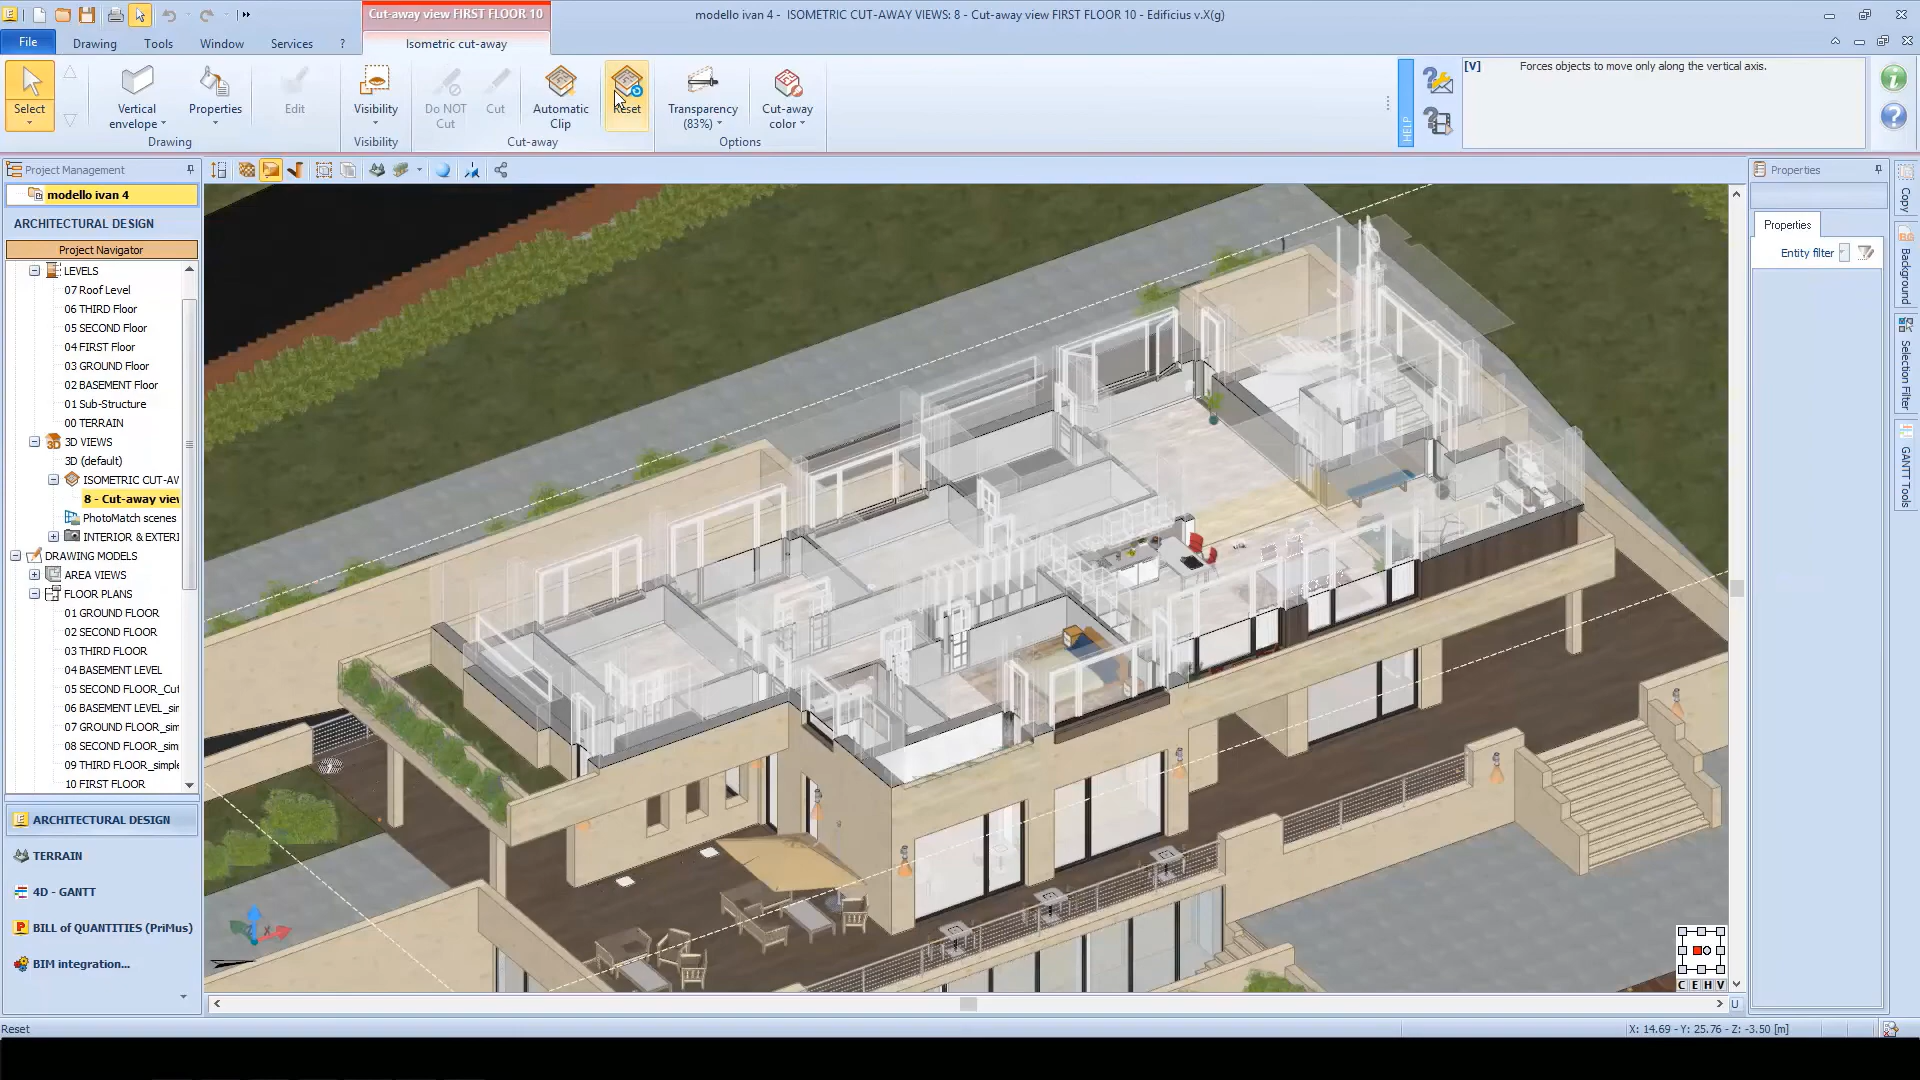 Cut-away view FIRST FLOOR 10
modello ivan 4 - ISOMETRIC CUT-AWAY VIEWS: 8 - Cut-away view FIRST FLOOR 10 - Edificius v.X(g)
File
Drawing
Tools
Window
Services
?
Isometric cut-away
Select
Vertical
envelope
Properties
Edit
Visibility
Do NOT
Cut
Cut
Automatic
Clip
Reset
Transparency
(83%)
Cut-away
color
Drawing
Visibility
Cut-away
Options
HELP
[V]
Forces objects to move only along the vertical axis.
Project Management
modello ivan 4
ARCHITECTURAL DESIGN
Project Navigator
LEVELS
07 Roof Level
06 THIRD Floor
05 SECOND Floor
04 FIRST Floor
03 GROUND Floor
02 BASEMENT Floor
01 Sub-Structure
00 TERRAIN
3D VIEWS
3D (default)
ISOMETRIC CUT-AW
8 - Cut-away view
PhotoMatch scenes
INTERIOR & EXTERI
DRAWING MODELS
AREA VIEWS
FLOOR PLANS
01 GROUND FLOOR
02 SECOND FLOOR
03 THIRD FLOOR
04 BASEMENT LEVEL
05 SECOND FLOOR_Cut
06 BASEMENT LEVEL_sim
07 GROUND FLOOR_simp
08 SECOND FLOOR_sim
09 THIRD FLOOR_simple
10 FIRST FLOOR
ARCHITECTURAL DESIGN
TERRAIN
4D - GANTT
BILL of QUANTITIES (PriMus)
BIM integration...
Properties
Properties
Entity filter
Copy
Background
Selection Filter
GANTT Tools
C E H V
U
Reset
X: 14.69 - Y: 25.76 - Z: -3.50 [m]